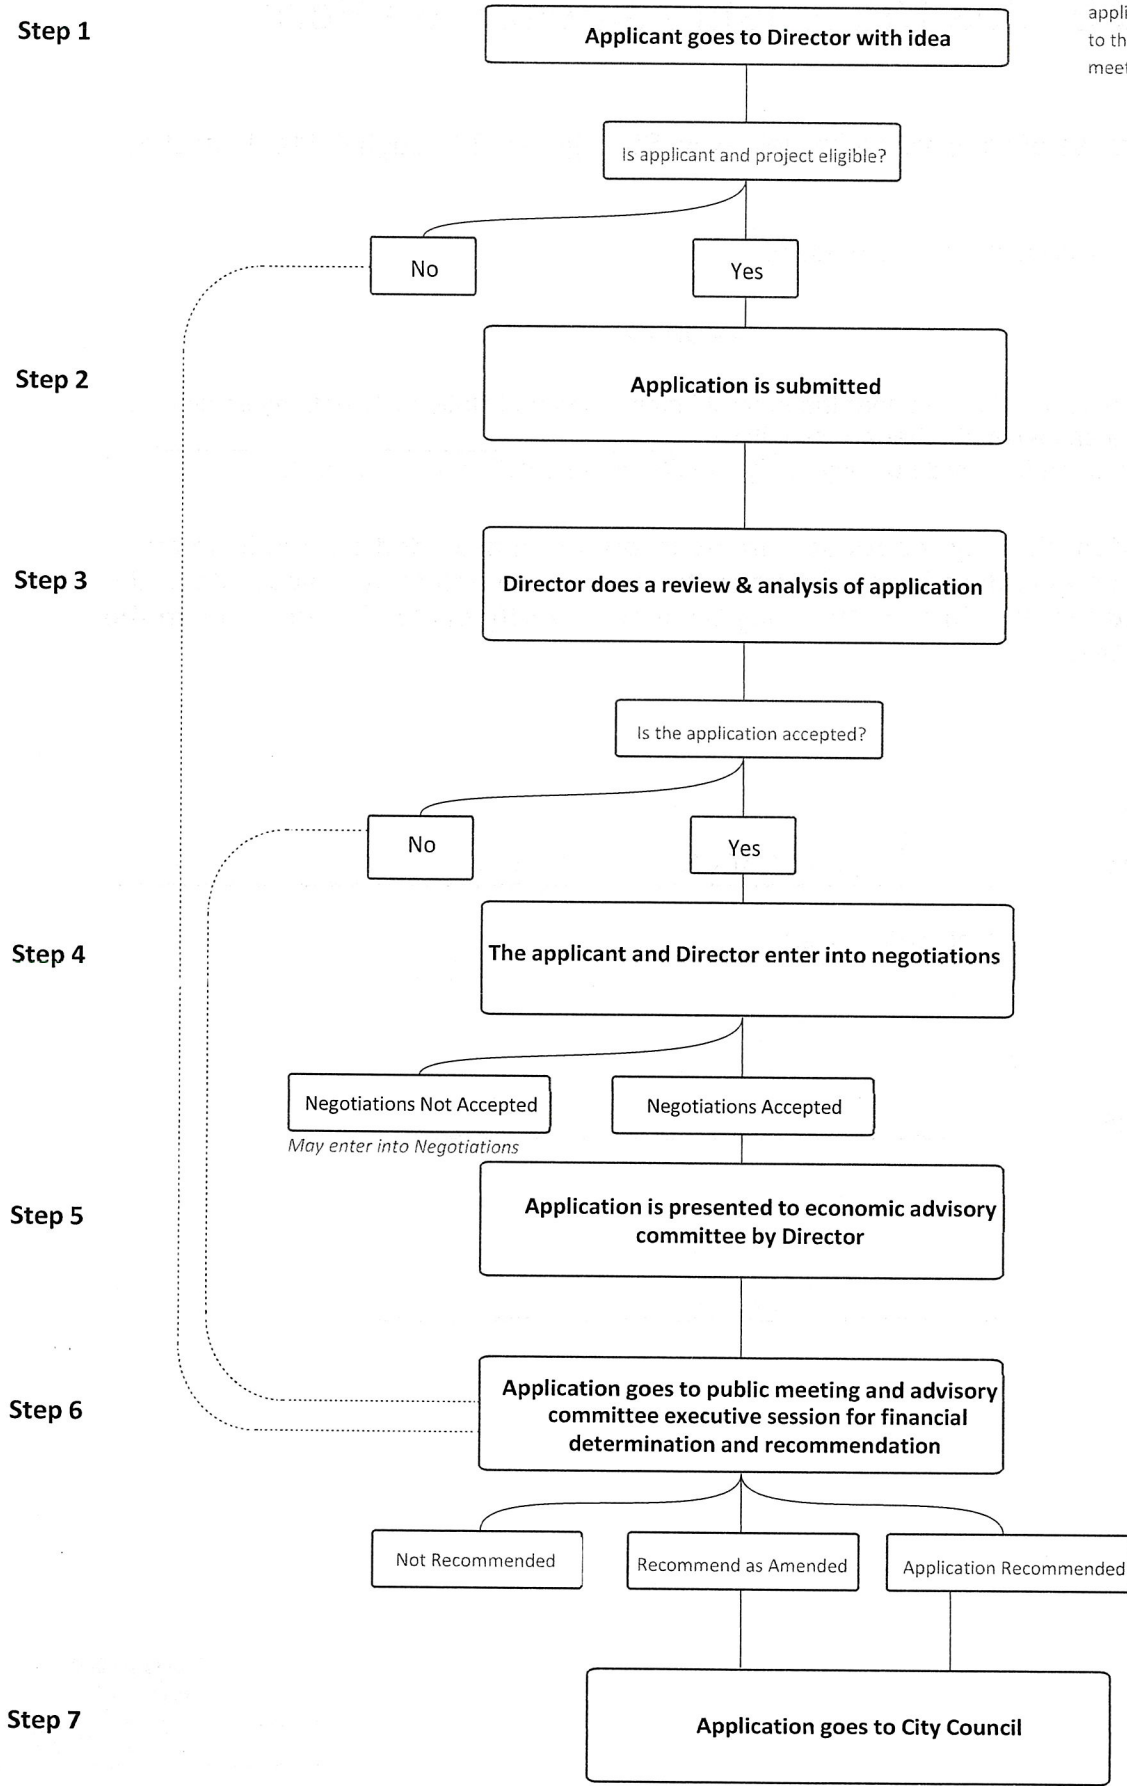 Step 1
Applicant goes to Director with idea
to th
Is applicant and project eligible?
No
Yes
Step 2
Application is submitted
Step 3
Director does a review & analysis of application
Is the application accepted?
No
Yes
Step 4
The applicant and Director enter into negotiations
Negotiations Not Accepted
Negotiations Accepted
May enter into Negotiations
Step 5
Application is presented to economic advisory
committee by Director
Step 6
Application goes to public meeting and advisory
committee executive session for financial
determination and recommendation
Not Recommended
Recommend as Amended
Application Recommended
Step 7
Application goes to City Council